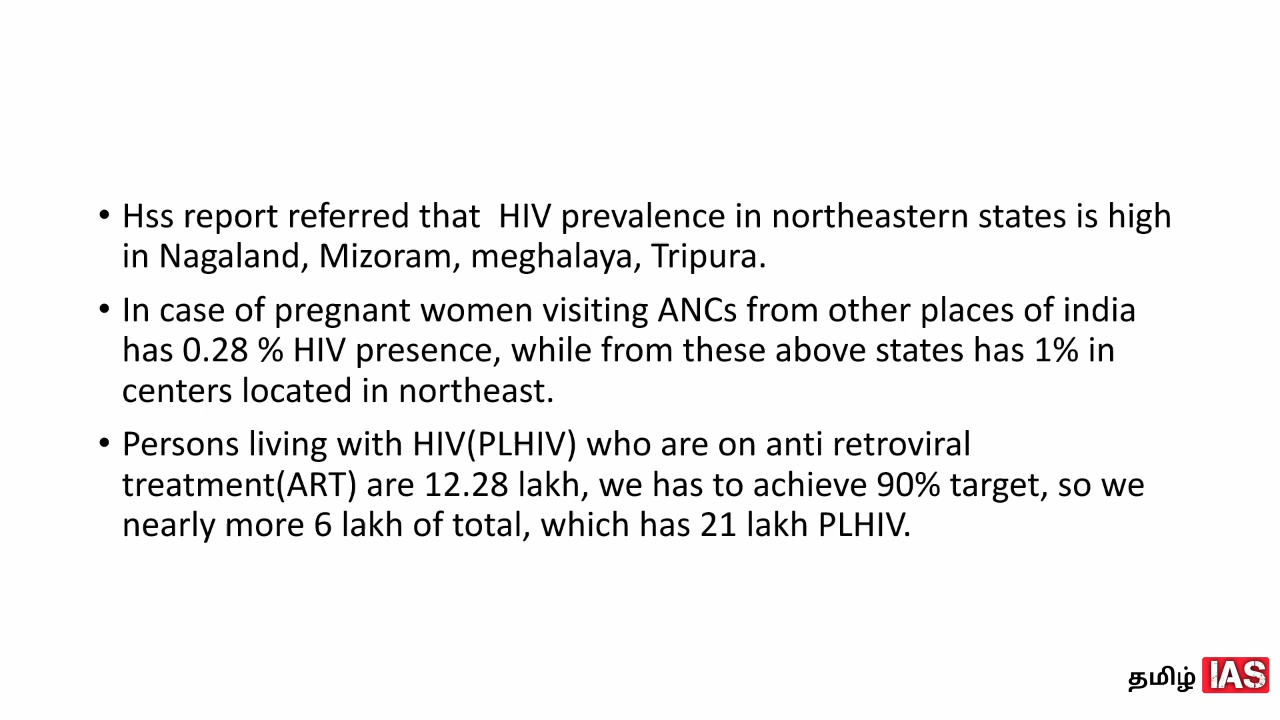 • Hss report referred that  HIV prevalence in northeastern states is high
in Nagaland, Mizoram, meghalaya, Tripura.
• In case of pregnant women visiting ANCs from other places of india
has 0.28 % HIV presence, while from these above states has 1% in
centers located in northeast.
• Persons living with HIV(PLHIV) who are on anti retroviral
treatment(ART) are 12.28 lakh, we has to achieve 90% target, so we
nearly more 6 lakh of total, which has 21 lakh PLHIV.
தமிழ் IAS